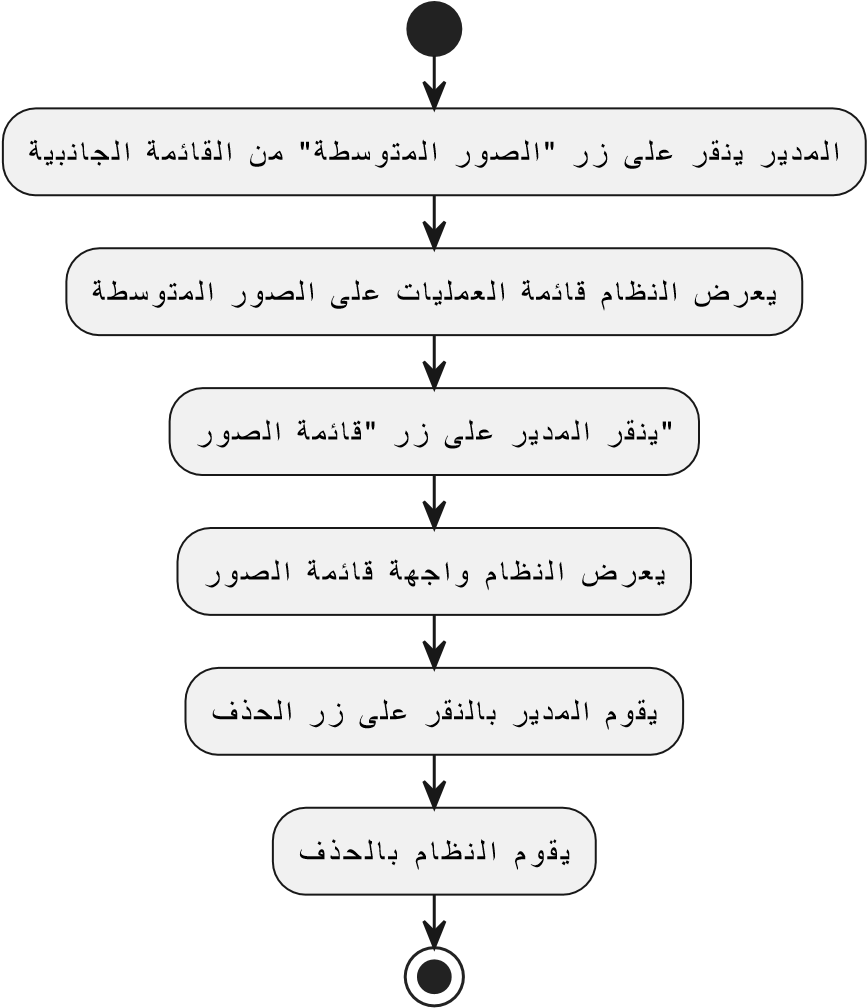 المدير ينقر على زر "الصور المتوسطة" من القائمة الجانبية
يعرض النظام قائمة العمليات على الصور المتوسطة
"ينقر المدير على زر "قائمة الصور
يعرض النظام واجهة قائمة الصور
يقوم المدير بالنقر على زر الحذف
يقوم النظام بالحذف